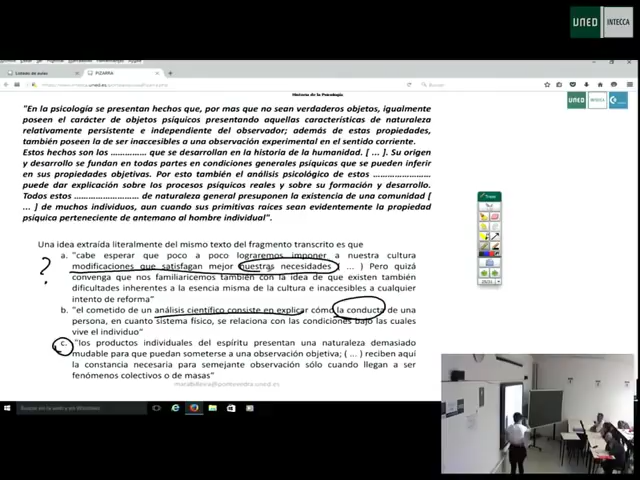 UNED
INTECCA
PIZARRA
Buscar
Historia de la Psicología
UNED
INTECCA
"En la psicología se presentan hechos que, por mas que no sean verdaderos objetos, igualmente
poseen el carácter de objetos psíquicos presentando aquellas características de naturaleza
relativamente persistente e independiente del observador; además de estas propiedades,
también poseen la de ser inaccesibles a una observación experimental en el sentido corriente.
Estos hechos son los …………… que se desarrollan en la historia de la humanidad. [ ... ]. Su origen
y desarrollo se fundan en todas partes en condiciones generales psíquicas que se pueden inferir
en sus propiedades objetivas. Por esto también el análisis psicológico de estos ……………………
puede dar explicación sobre los procesos psíquicos reales y sobre su formación y desarrollo.
Todos estos ……………………… de naturaleza general presuponen la existencia de una comunidad [
... ] de muchos individuos, aun cuando sus primitivas raíces sean evidentemente la propiedad
psíquica perteneciente de antemano al hombre individual".
Una idea extraída literalmente del mismo texto del fragmento transcrito es que
a. "cabe esperar que poco a poco lograremos imponer a nuestra cultura
? modificaciones que satisfagan mejor nuestras necesidades ( ... ) Pero quizá
convenga que nos familiaricemos también con la idea de que existen también
dificultades inherentes a la esencia misma de la cultura e inaccesibles a cualquier
intento de reforma"
b. "el cometido de un análisis científico consiste en explicar cómo la conducta de una
persona, en cuanto sistema físico, se relaciona con las condiciones bajo las cuales
vive el individuo"
c. "los productos individuales del espíritu presentan una naturaleza demasiado
mudable para que puedan someterse a una observación objetiva; ( ... ) reciben aquí
la constancia necesaria para semejante observación sólo cuando llegan a ser
fenómenos colectivos o de masas"